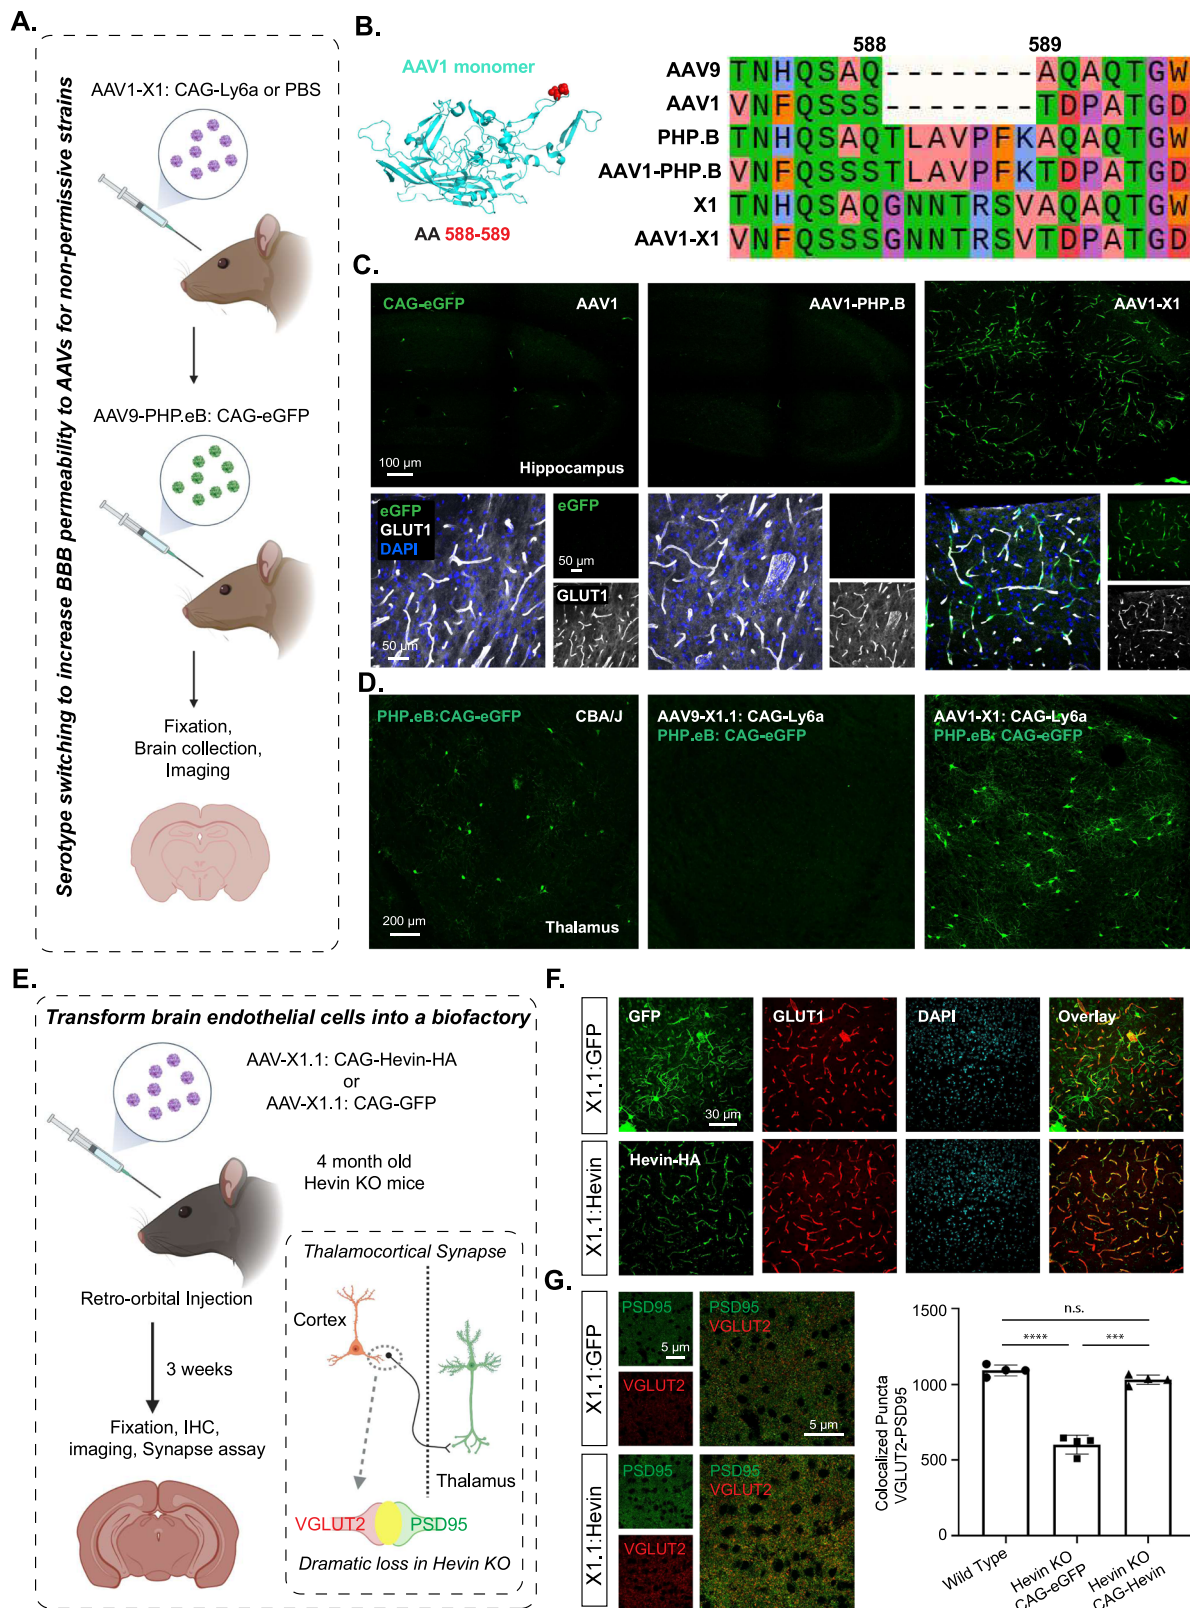 A.
Serotype switching to increase BBB permeability to AAVs for non-permissive strains
AAV1-X1: CAG-Ly6a or PBS
AAV9-PHP.eB: CAG-eGFP
Fixation,
Brain collection,
Imaging
B.
AAV1 monomer
AA 588-589
588 589
AAV9 TNHQSAQ-------AQAQTGW
AAV1 VNFQSSS-------TDPATGD
PHP.B TNHQSAQTLAVPFKAQAQTGW
AAV1-PHP.B VNFQSSSTLAVPFKTDPATGD
X1 TNHQSAQGNNTRSVAQAQTGW
AAV1-X1 VNFQSSSGNNTRSVTDPATGD
C.
CAG-eGFP AAV1
100 µm Hippocampus
AAV1-PHP.B
AAV1-X1
eGFP
GLUT1
DAPI
50 µm
eGFP
50 µm
GLUT1
D.
PHP.eB:CAG-eGFP CBA/J
200 µm Thalamus
AAV9-X1.1: CAG-Ly6a
PHP.eB: CAG-eGFP
AAV1-X1: CAG-Ly6a
PHP.eB: CAG-eGFP
E.
Transform brain endothelial cells into a biofactory
AAV-X1.1: CAG-Hevin-HA
or
AAV-X1.1: CAG-GFP
4 month old
Hevin KO mice
Retro-orbital Injection
3 weeks
Fixation, IHC,
imaging, Synapse assay
Thalamocortical Synapse
Cortex
Thalamus
VGLUT2 PSD95
Dramatic loss in Hevin KO
F.
X1.1:GFP
GFP
30 µm
GLUT1
DAPI
Overlay
X1.1:Hevin
Hevin-HA
G.
X1.1:GFP
PSD95
5 µm
VGLUT2
PSD95
VGLUT2
5 µm
X1.1:Hevin
PSD95
VGLUT2
PSD95
VGLUT2
Colocalized Puncta
VGLUT2-PSD95
1500
1000
500
0
n.s.
**** ***
Wild Type
Hevin KO
CAG-eGFP
Hevin KO
CAG-Hevin